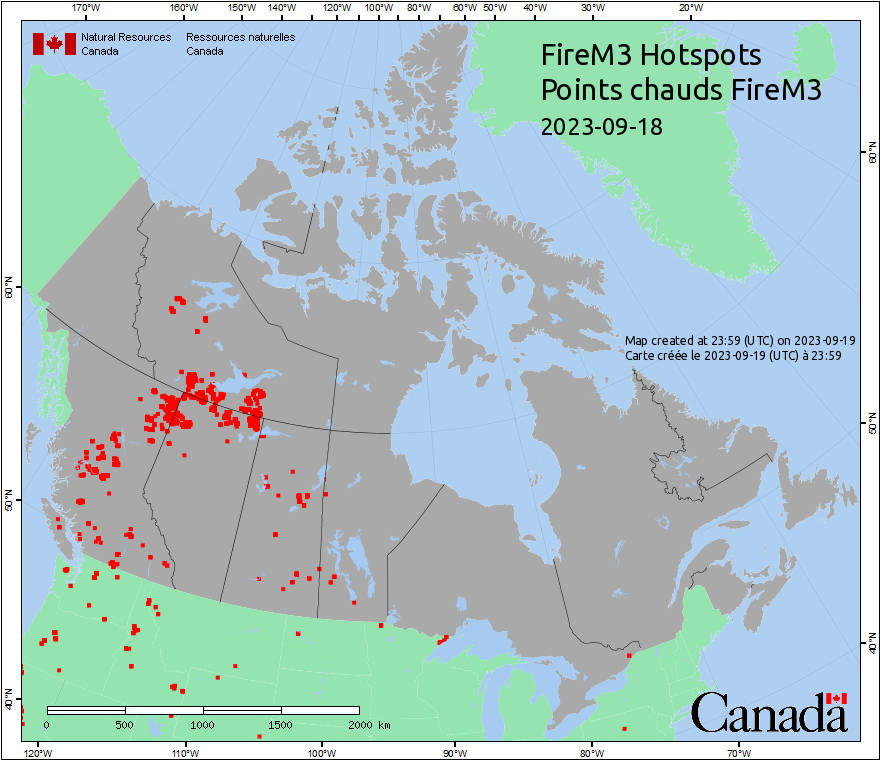 170°W 160°W 150°W 140°W 120°W 100°W 80°W 60°W 50°W 40°W 30°W 20°W
Natural Resources Ressources naturelles
Canada Canada
FireM3 Hotspots
Points chauds FireM3
2023-09-18
60°N
60°N
Map created at 23:59 (UTC) on 2023-09-19
Carte créée le 2023-09-19 (UTC) à 23:59
50°N
50°N
40°N
40°N
Canada
0 500 1000 1500 2000 km
120°W 110°W 100°W 90°W 80°W 70°W